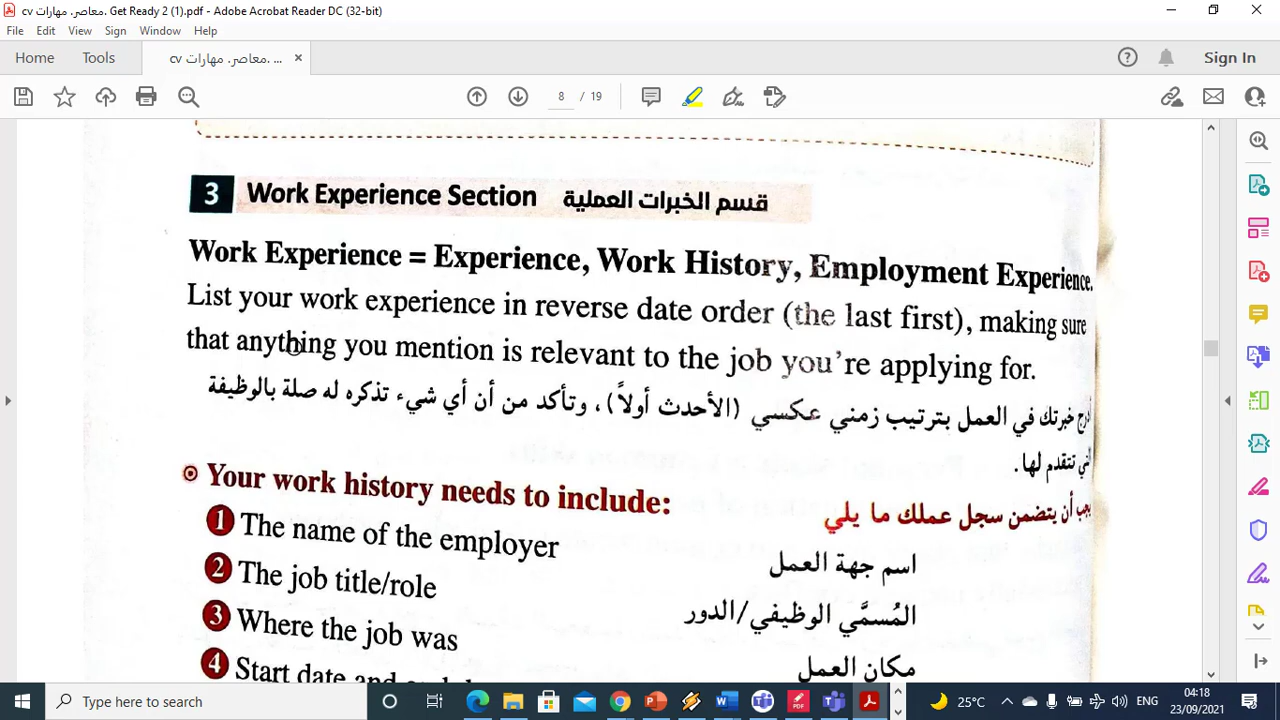 cv معاصر. مهارات. Get Ready 2 (1).pdf - Adobe Acrobat Reader DC (32-bit)
File Edit View Sign Window Help
Home Tools cv معاصر. مهارات. ... × Sign In
8 / 19
3 Work Experience Section قسم الخبرات العملية
Work Experience = Experience, Work History, Employment Experience.
List your work experience in reverse date order (the last first), making sure
that anything you mention is relevant to the job you're applying for.
خبرتك في العمل بترتيب زمني عكسي (الأحدث أولاً)، وتأكد من أن أي شيء تذكره له صلة بالوظيفة
تتقدم لها.
Your work history needs to include: أن يتضمن سجل عملك ما يلي
1 The name of the employer اسم جهة العمل
2 The job title/role المُسمَّي الوظيفي/الدور
3 Where the job was مكان العمل
4 Start date and
Type here to search 25°C ENG 04:18
23/09/2021